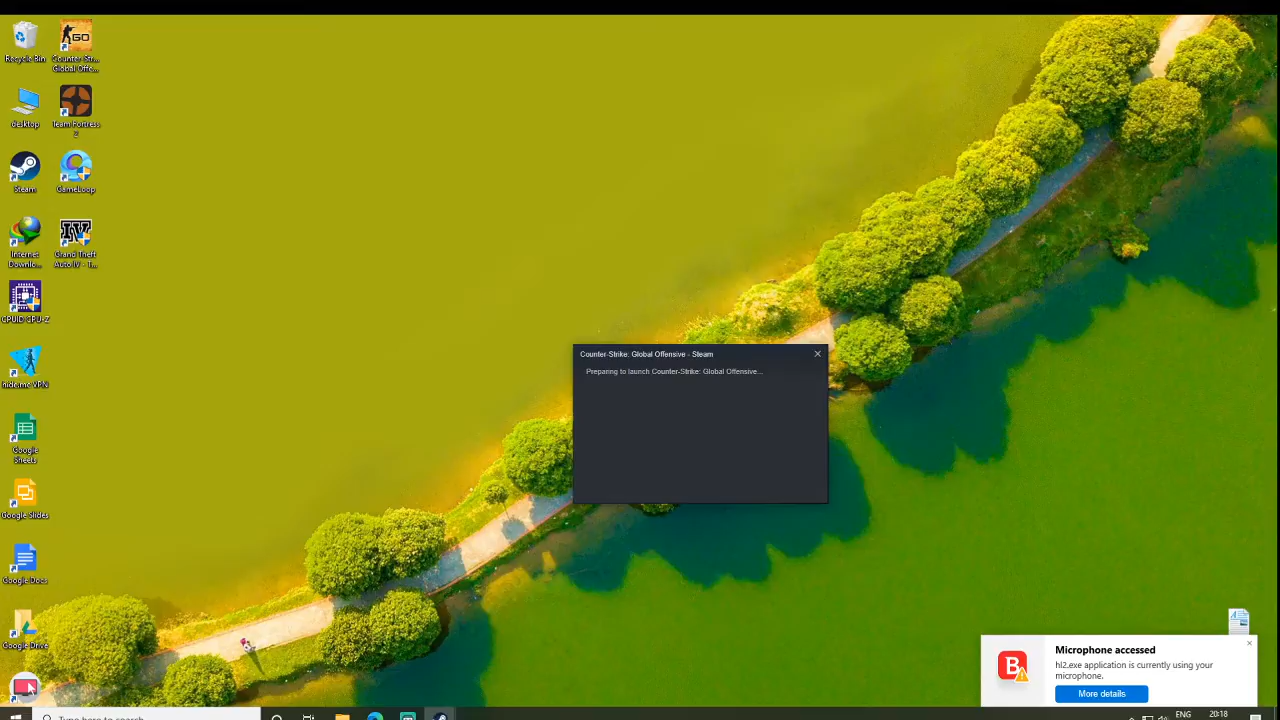 Recycle Bin
Counter Str...
Global Offe...
GO
desktop
Team Fortress
2
Steam
GameLoop
Internet
Downlo...
IV
Grand Theft
Auto IV - T...
CPUID CPU-Z
hide.me VPN
Google
Sheets
Google Slides
Google Docs
Google Drive
Counter-Strike: Global Offensive - Steam
Preparing to launch Counter-Strike: Global Offensive...
B
Microphone accessed
hl2.exe application is currently using your
microphone.
More details
Type here to search
ENG
20:18